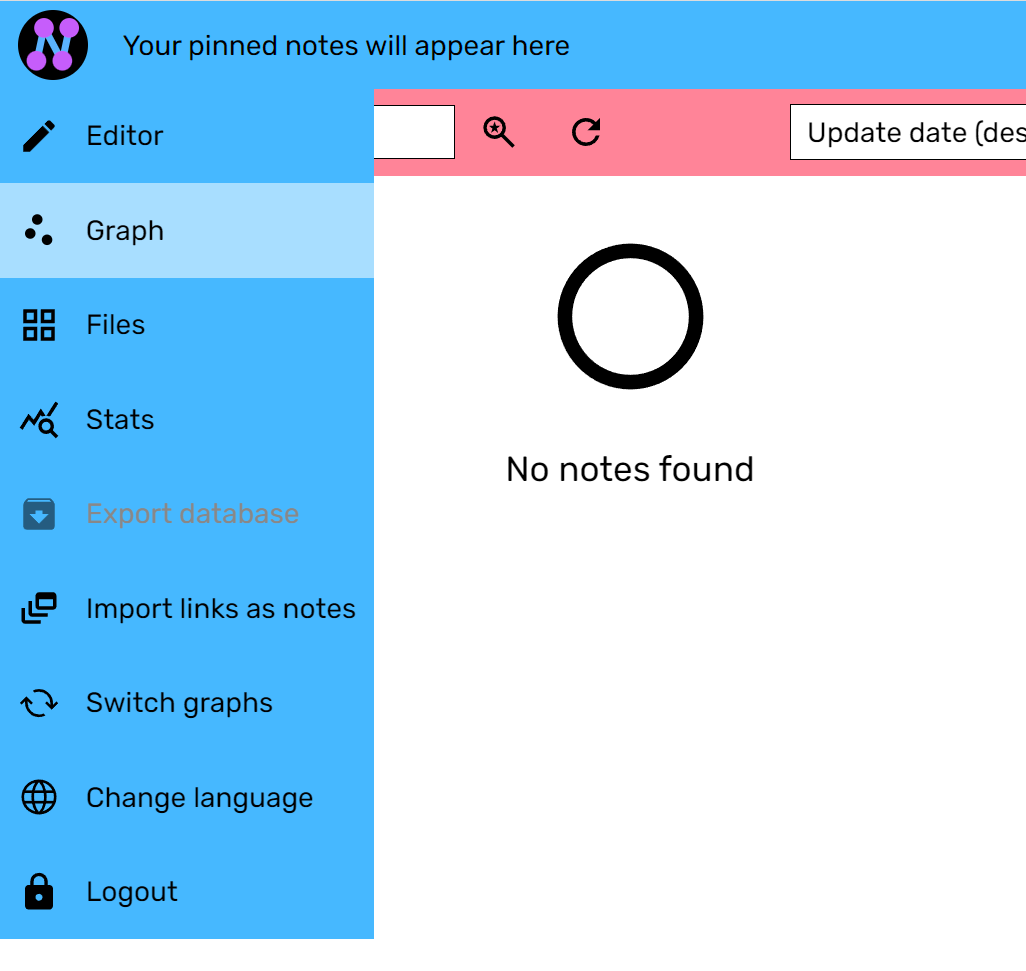 Your pinned notes will appear here
Editor
Update date (des
Graph
Files
Stats
No notes found
Export database
Import links as notes
Switch graphs
Change language
Logout